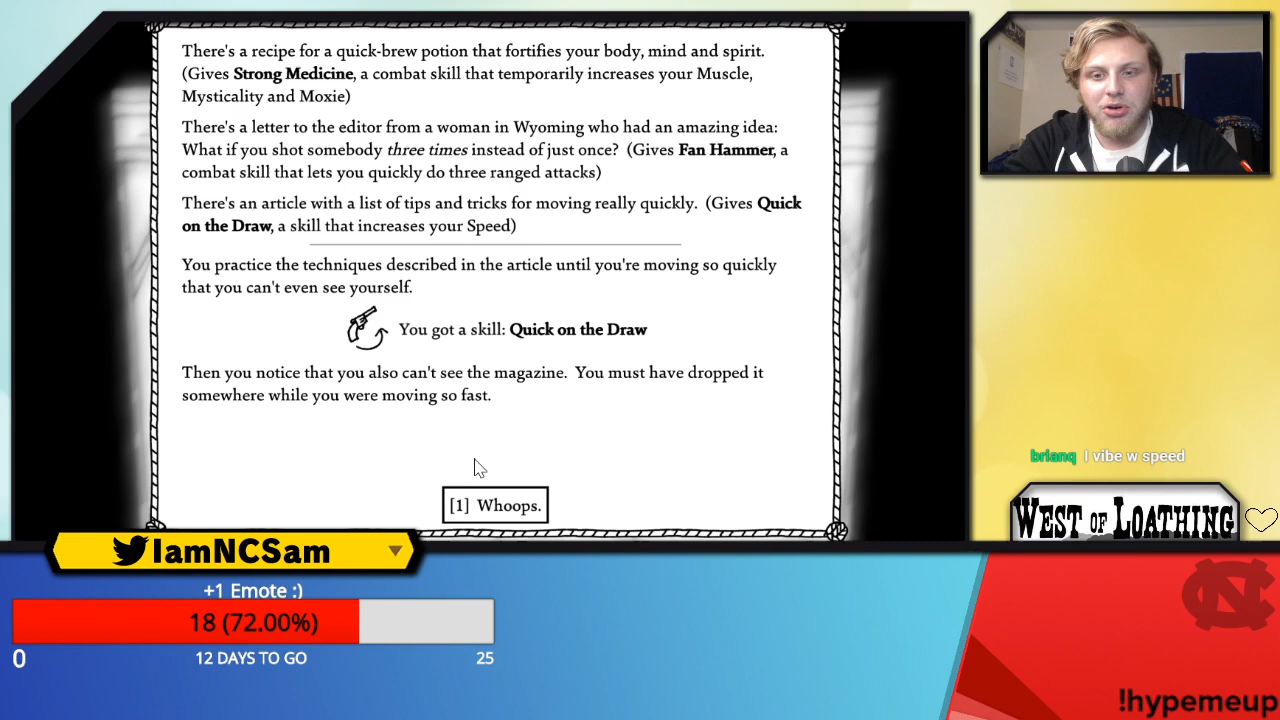 There's a recipe for a quick-brew potion that fortifies your body, mind and spirit.
(Gives Strong Medicine, a combat skill that temporarily increases your Muscle,
Mysticality and Moxie)
There's a letter to the editor from a woman in Wyoming who had an amazing idea:
What if you shot somebody three times instead of just once? (Gives Fan Hammer, a
combat skill that lets you quickly do three ranged attacks)
There's an article with a list of tips and tricks for moving really quickly. (Gives Quick
on the Draw, a skill that increases your Speed)
You practice the techniques described in the article until you're moving so quickly
that you can't even see yourself.
You got a skill: Quick on the Draw
Then you notice that you also can't see the magazine. You must have dropped it
somewhere while you were moving so fast.
[1] Whoops.
brianq I vibe w speed
WEST OF LOATHING
IamNCSam
+1 Emote :)
18 (72.00%)
0 12 DAYS TO GO 25
NC
!hypemeup